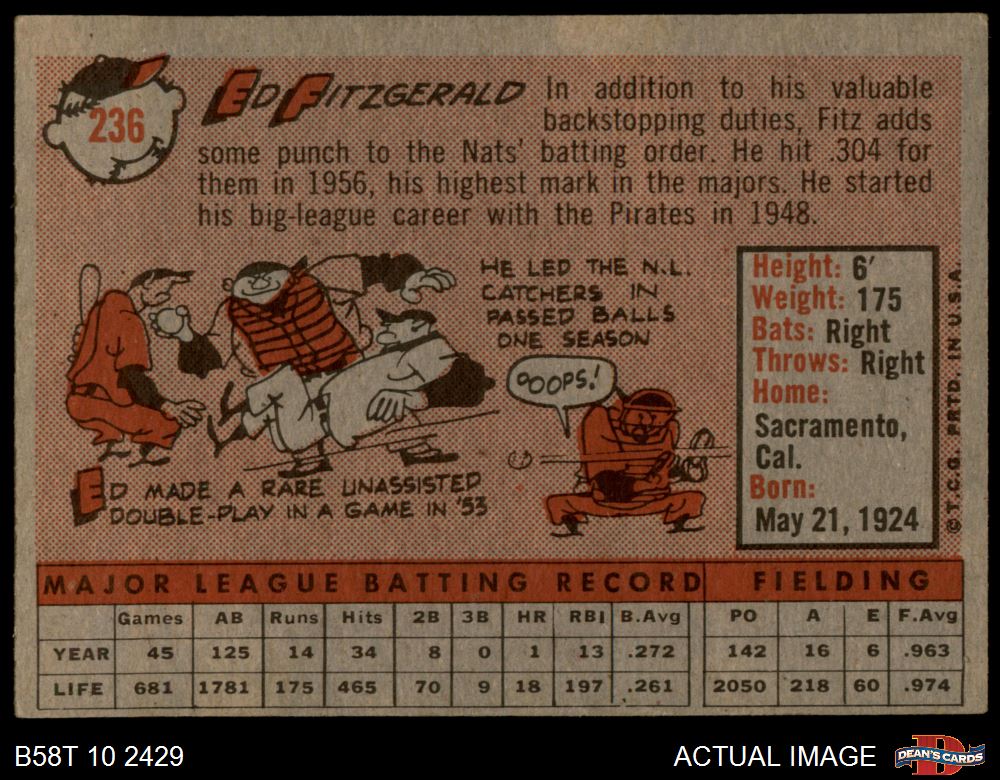 236
ED FITZGERALD
In addition to his valuable
backstopping duties, Fitz adds
some punch to the Nats' batting order. He hit .304 for
them in 1956, his highest mark in the majors. He started
his big-league career with the Pirates in 1948.
HE LED THE N.L.
CATCHERS IN
PASSED BALLS
ONE SEASON
OOOPS!
ED MADE A RARE UNASSISTED
DOUBLE-PLAY IN A GAME IN '53
Height: 6'
Weight: 175
Bats: Right
Throws: Right
Home:
Sacramento,
Cal.
Born:
May 21, 1924
© T.C.G. PRTD. IN U.S.A.
MAJOR LEAGUE BATTING RECORD FIELDING
Games AB Runs Hits 2B 3B HR RBI B.Avg PO A E F.Avg
YEAR 45 125 14 34 8 0 1 13 .272 142 16 6 .963
LIFE 681 1781 175 465 70 9 18 197 .261 2050 218 60 .974
B58T 10 2429 ACTUAL IMAGE
D
DEAN'S CARDS